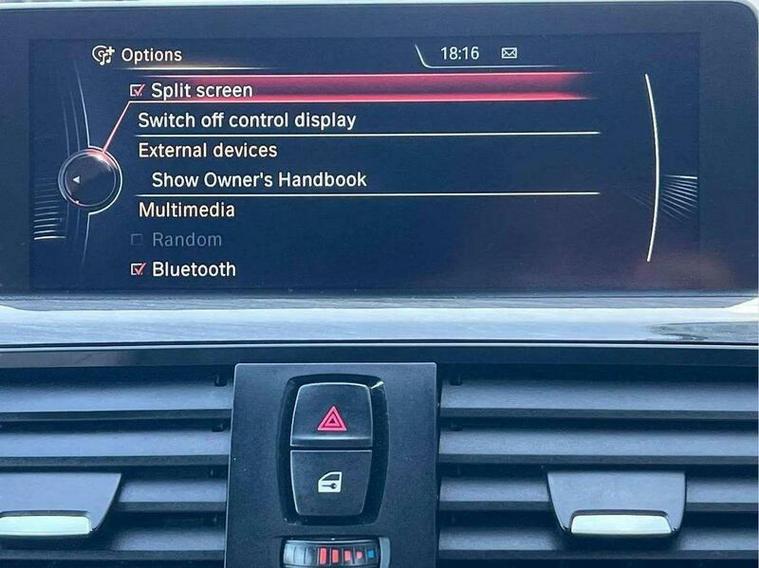 Options
18:16
Split screen
Switch off control display
External devices
Show Owner's Handbook
Multimedia
Random
Bluetooth